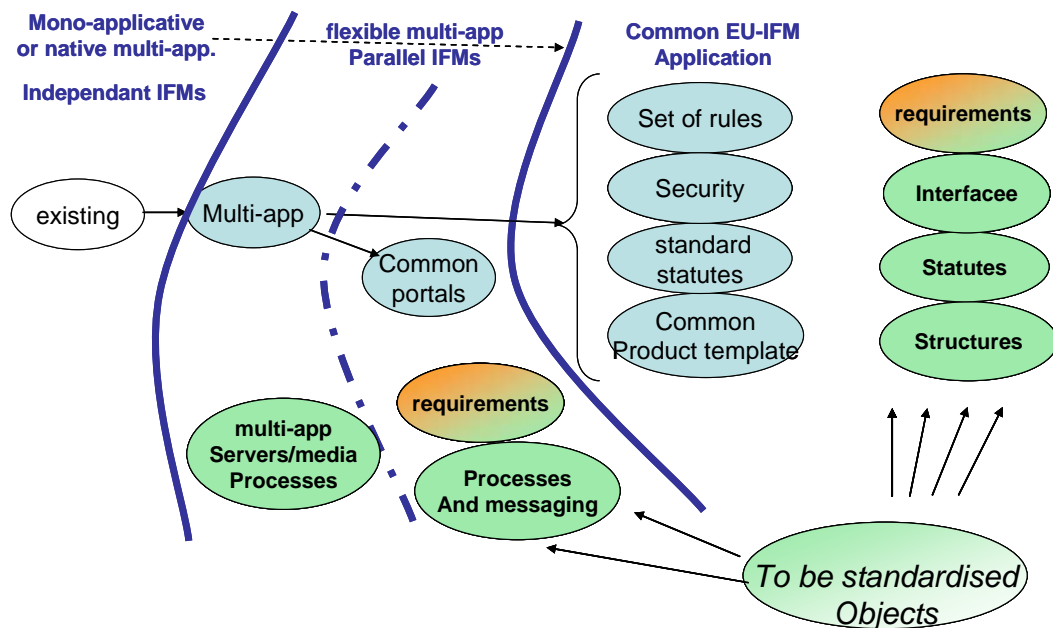 Mono-applicative
or native multi-app.
Independant IFMs
flexible multi-app
Parallel IFMs
Common EU-IFM
Application
existing
Multi-app
Common
portals
Set of rules
Security
standard
statutes
Common
Product template
requirements
Interfacee
Statutes
Structures
multi-app
Servers/media
Processes
requirements
Processes
And messaging
To be standardised
Objects